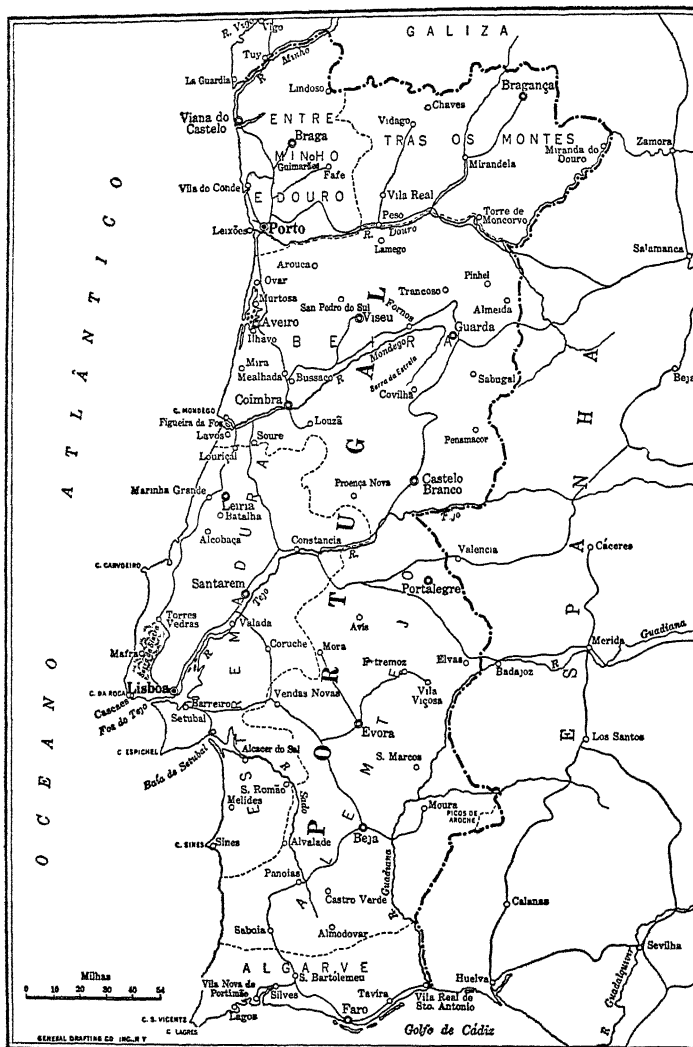 GALIZA
R. Vigo
Vigo
Tuy
R. Minho
La Guardia
Lindoso
Viana do Castelo
ENTRE MINHO E DOURO
Braga
Guimarães
Fafe
Vila do Conde
Leixões
Porto
Chaves
Vidago
Bragança
TRAS OS MONTES
Mirandela
Miranda do Douro
Zamora
Vila Real
Peso
R. Douro
Lamego
Torre de Moncorvo
Salamanca
Arouca
Ovar
Murtosa
Aveiro
Ilhavo
San Pedro do Sul
Viseu
Trancoso
Pinhel
Almeida
Fornos
Guarda
BEIRA
R. Mondego
Serra da Estrela
Mira
Mealhada
Bussaco
Covilhã
Sabugal
Beja
Coimbra
C. MONDEGO
Figueira da Fos
Lavos
Lousã
Penamacor
Soure
Louriçal
Proença Nova
Castelo Branco
Marinha Grande
Leiria
Batalha
Alcobaça
Constancia
R. Tejo
Valencia
Cáceres
C. CARVOEIRO
Santarem
Tejo
Portalegre
Torres Vedras
Valada
Avis
Mafra
Coruche
Mora
Elvas
Badajoz
Merida
R. Guadiana
Estremoz
Vila Viçosa
C. DA ROCA
Cascaes
Lisboa
Foz do Tejo
Barreiro
Setubal
Vendas Novas
Evora
Los Santos
C. ESPICHEL
Baía de Setubal
Alcacer do Sal
S. Marcos
S. Romão
R. Sado
Melides
Moura
PICOS DE AROCHE
C. SINES
Sines
Alvalade
Beja
R. Guadiana
Panoias
Castro Verde
Calanas
Saboia
Almodovar
Sevilha
ALGARVE
S. Bartolemeu
Huelva
R. Guadalquivir
Vila Nova de Portimão
Silves
Tavira
Vila Real de Sto. Antonio
Lagos
Faro
C. S. VICENTE
C. LAGRES
Golfo de Cádiz
OCEANO ATLÂNTICO
PORTUGAL
ESPANHA
ESTREMADURA
ALEMTEJO
Milhas
10 0 54
GENERAL DRAFTING CO INC. N Y